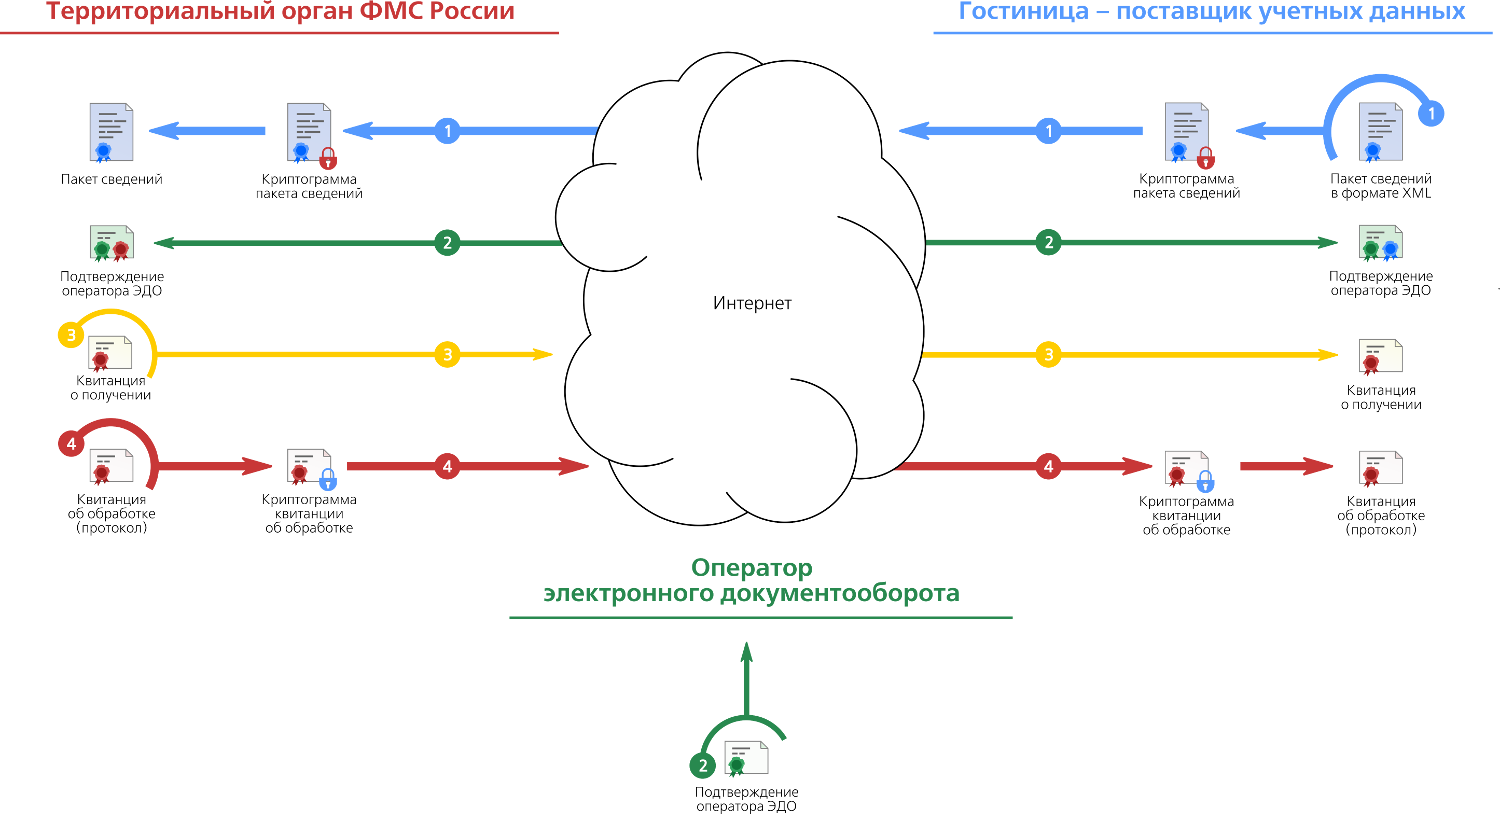 Территориальный орган ФМС России
Гостиница – поставщик учетных данных
1
1
1
Пакет сведений
Криптограмма
пакета сведений
Криптограмма
пакета сведений
Пакет сведений
в формате XML
2
2
Подтверждение
оператора ЭДО
Подтверждение
оператора ЭДО
Интернет
3
3
3
Квитанция
о получении
Квитанция
о получении
4
4
4
Квитанция
об обработке
(протокол)
Криптограмма
квитанции
об обработке
Криптограмма
квитанции
об обработке
Квитанция
об обработке
(протокол)
Оператор
электронного документооборота
2
Подтверждение
оператора ЭДО